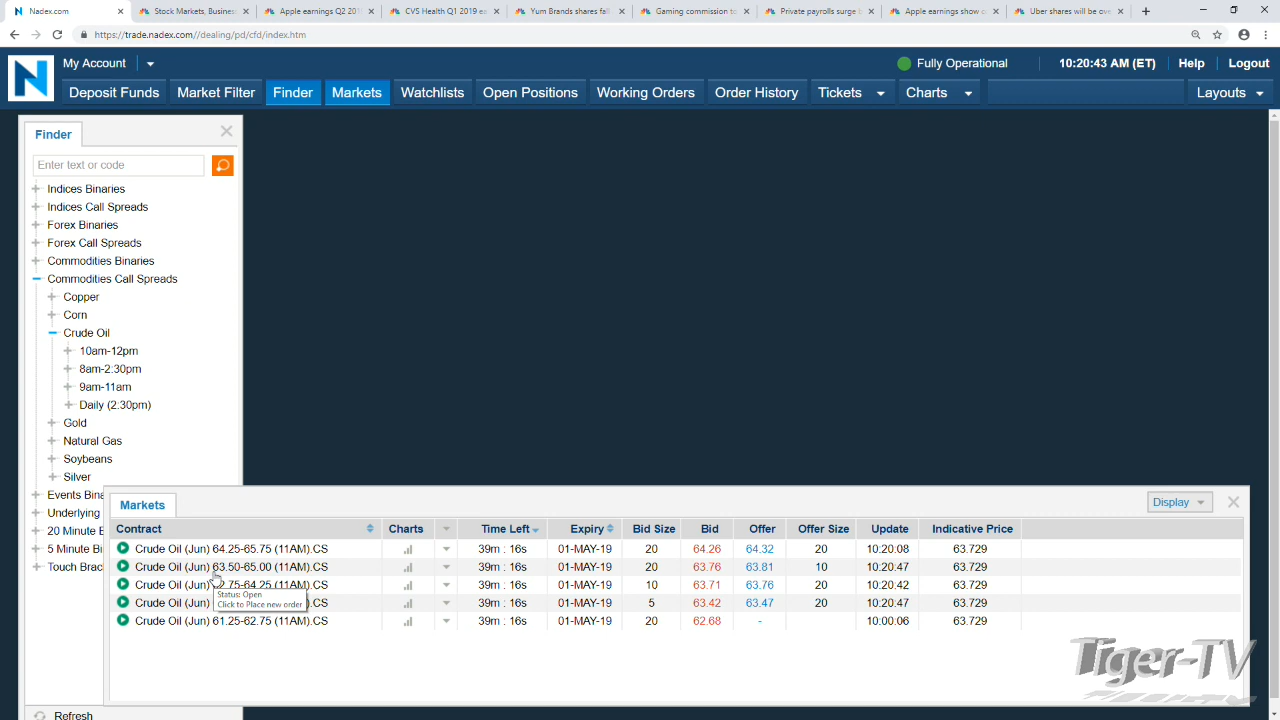 Nadex.com
Stock Markets, Busines
Apple earnings Q2 201
CVS Health Q1 2019 ea
Yum Brands shares fal
Gaming commission to
Private payrolls surge b
Apple earnings show c
Uber shares will be ove
https://trade.nadex.com//dealing/pd/cfd/index.htm
My Account
Fully Operational
10:20:43 AM (ET)
Help
Logout
Deposit Funds
Market Filter
Finder
Markets
Watchlists
Open Positions
Working Orders
Order History
Tickets
Charts
Layouts
Finder
Enter text or code
Indices Binaries
Indices Call Spreads
Forex Binaries
Forex Call Spreads
Commodities Binaries
Commodities Call Spreads
Copper
Corn
Crude Oil
10am-12pm
8am-2:30pm
9am-11am
Daily (2:30pm)
Gold
Natural Gas
Soybeans
Silver
Events Bina
Underlying
20 Minute B
5 Minute Bi
Touch Brac
Refresh
Markets
Display
Contract Charts Time Left Expiry Bid Size Bid Offer Offer Size Update Indicative Price
Crude Oil (Jun) 64.25-65.75 (11AM).CS 39m : 16s 01-MAY-19 20 64.26 64.32 20 10:20:08 63.729
Crude Oil (Jun) 63.50-65.00 (11AM).CS 39m : 16s 01-MAY-19 20 63.76 63.81 10 10:20:47 63.729
Crude Oil (Jun) 2.75-64.25 (11AM).CS 39m : 16s 01-MAY-19 10 63.71 63.76 20 10:20:42 63.729
Crude Oil (Jun) ).CS 39m : 16s 01-MAY-19 5 63.42 63.47 20 10:20:47 63.729
Crude Oil (Jun) 61.25-62.75 (11AM).CS 39m : 16s 01-MAY-19 20 62.68 - 10:00:06 63.729
Status: Open
Click to Place new order
Tiger-TV